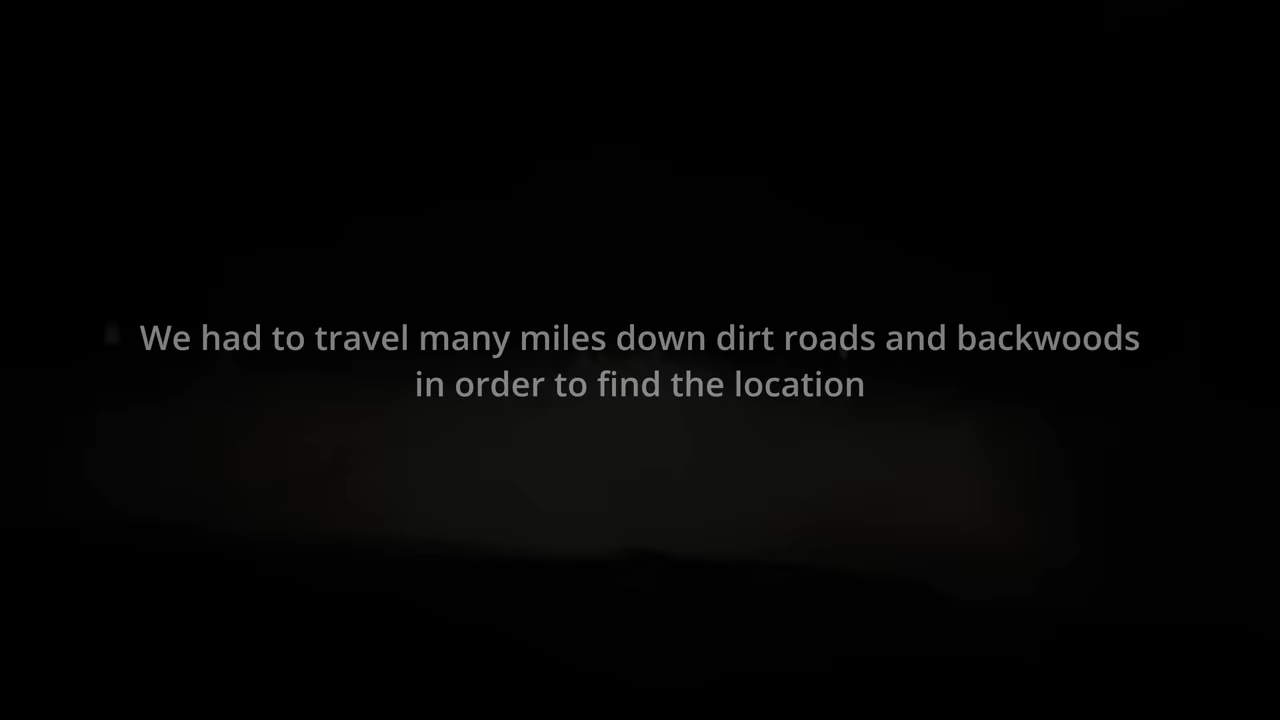 We had to travel many miles down dirt roads and backwoods
in order to find the location